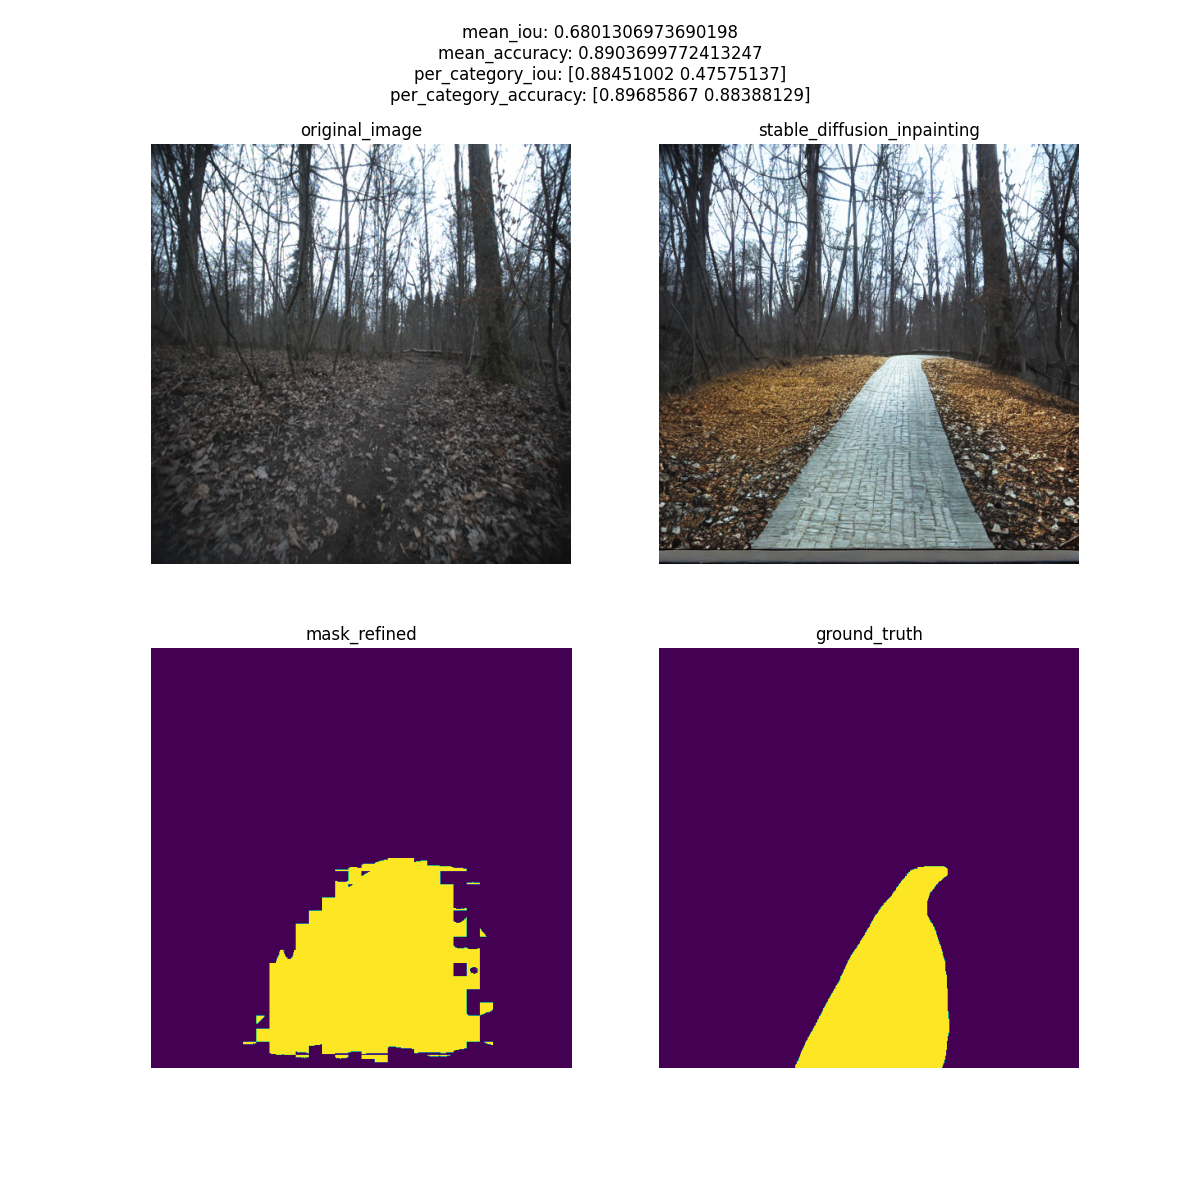 mean_iou: 0.6801306973690198
mean_accuracy: 0.8903699772413247
per_category_iou: [0.88451002 0.47575137]
per_category_accuracy: [0.89685867 0.88388129]
original_image
stable_diffusion_inpainting
mask_refined
ground_truth